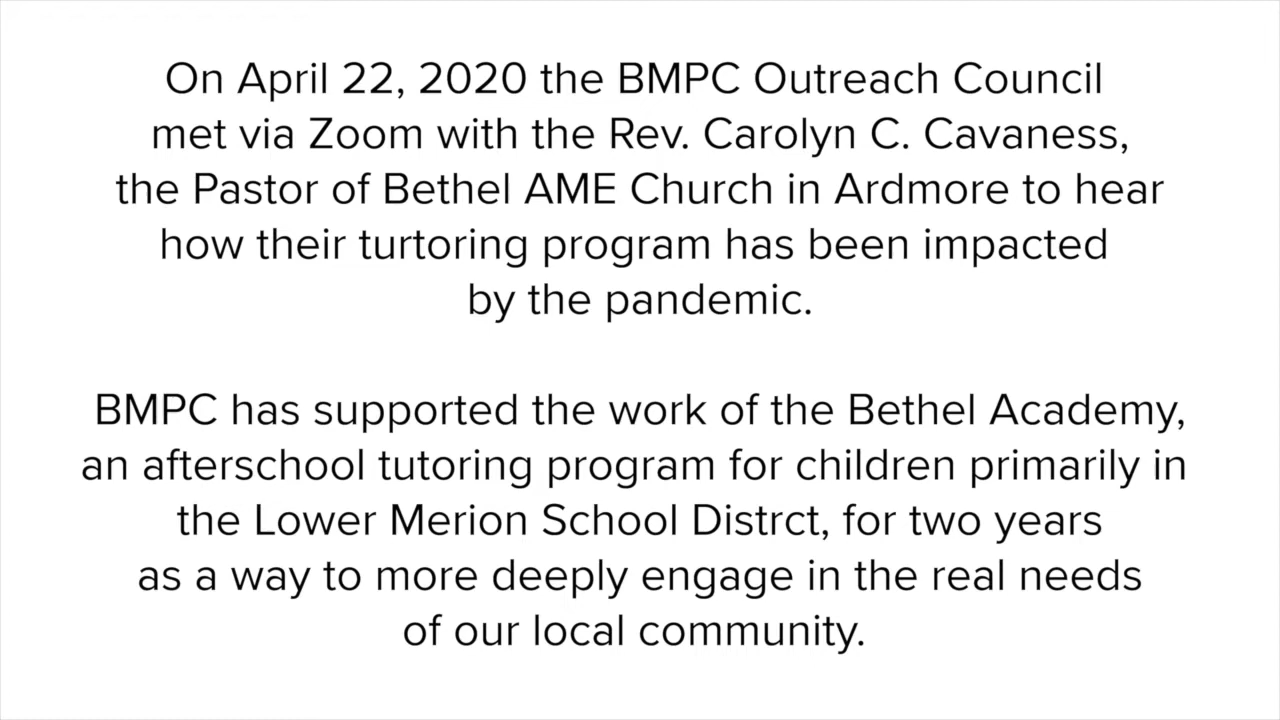 On April 22, 2020 the BMPC Outreach Council
met via Zoom with the Rev. Carolyn C. Cavaness,
the Pastor of Bethel AME Church in Ardmore to hear
how their turtoring program has been impacted
by the pandemic.
BMPC has supported the work of the Bethel Academy,
an afterschool tutoring program for children primarily in
the Lower Merion School Distrct, for two years
as a way to more deeply engage in the real needs
of our local community.